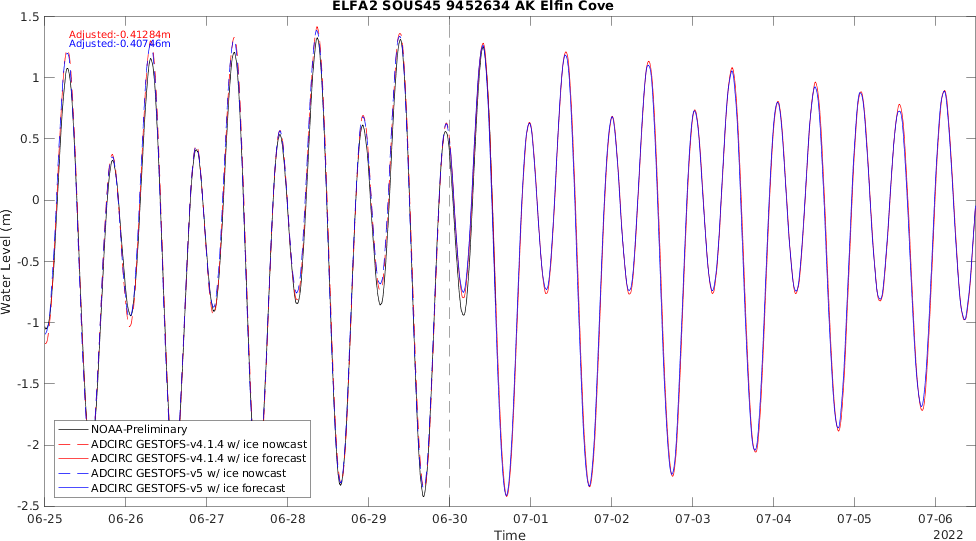 ELFA2 SOUS45 9452634 AK Elfin Cove
1.5
1
0.5
0
-0.5
-1
-1.5
-2
-2.5
Water Level (m)
Adjusted:-0.41284m
Adjusted:-0.40746m
NOAA-Preliminary
ADCIRC GESTOFS-v4.1.4 w/ ice nowcast
ADCIRC GESTOFS-v4.1.4 w/ ice forecast
ADCIRC GESTOFS-v5 w/ ice nowcast
ADCIRC GESTOFS-v5 w/ ice forecast
06-25 06-26 06-27 06-28 06-29 06-30 07-01 07-02 07-03 07-04 07-05 07-06
Time
2022